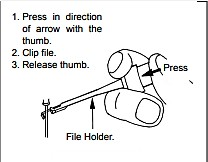 1. Press in direction
of arrow with the
thumb.
2. Clip file.
3. Release thumb.
Press
File Holder.